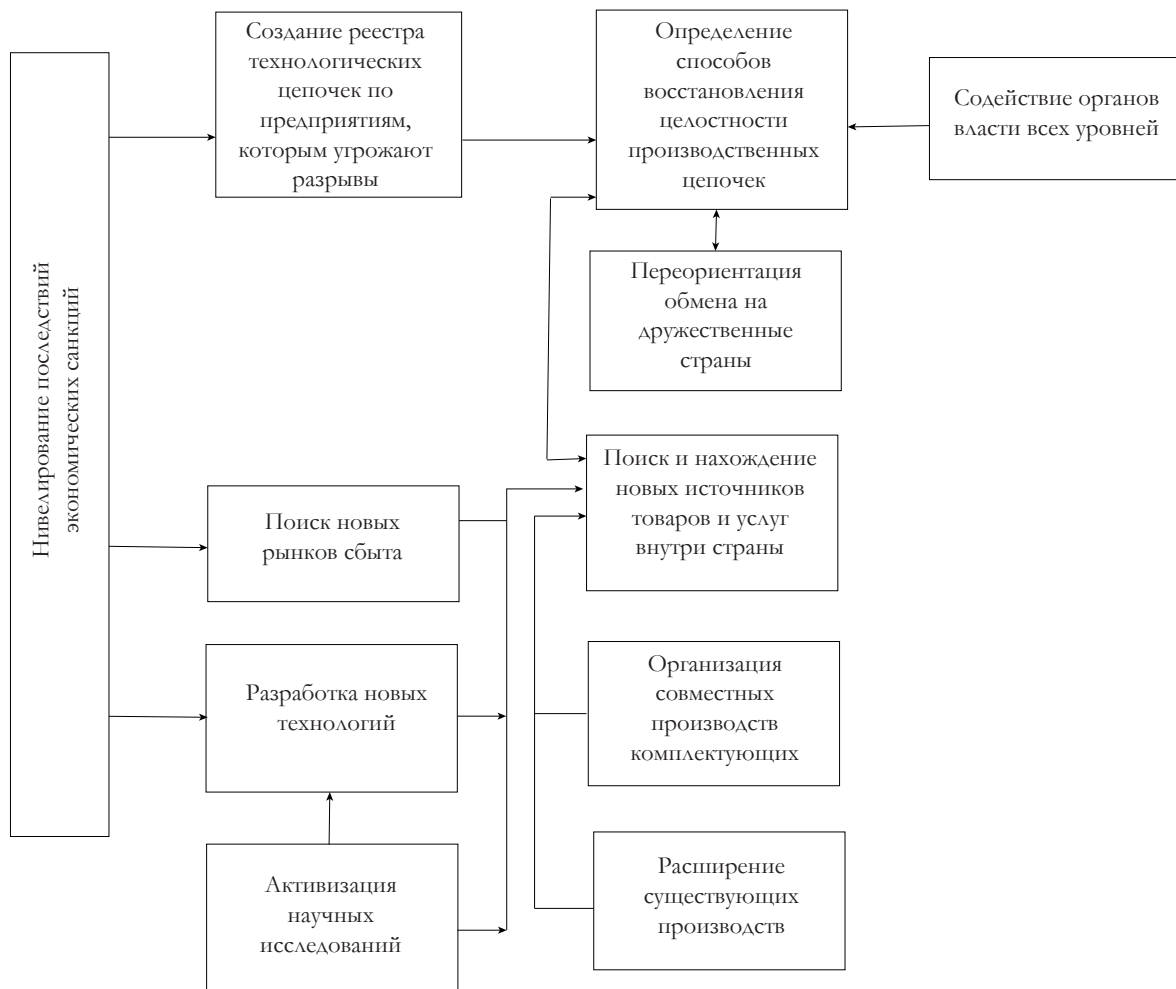 Нивелирование последствий
экономических санкций
Создание реестра
технологических
цепочек по
предприятиям,
которым угрожают
разрывы
Определение
способов
восстановления
целостности
производственных
цепочек
Содействие органов
власти всех уровней
Переориентация
обмена на
дружественные
страны
Поиск новых
рынков сбыта
Поиск и нахождение
новых источников
товаров и услуг
внутри страны
Разработка новых
технологий
Организация
совместных
производств
комплектующих
Активизация
научных
исследований
Расширение
существующих
производств